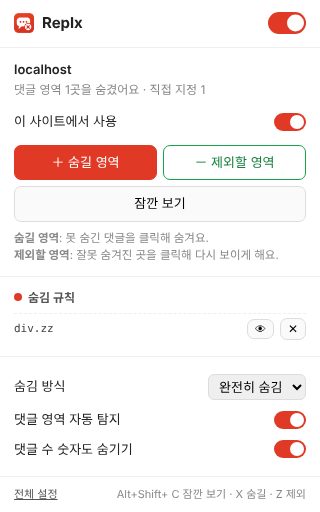 Replx
localhost
댓글 영역 1곳을 숨겼어요 · 직접 지정 1
이 사이트에서 사용
+ 숨길 영역
− 제외할 영역
잠깐 보기
숨길 영역: 못 숨긴 댓글을 클릭해 숨겨요.
제외할 영역: 잘못 숨겨진 곳을 클릭해 다시 보이게 해요.
숨김 규칙
div.zz
숨김 방식
완전히 숨김
댓글 영역 자동 탐지
댓글 수 숫자도 숨기기
전체 설정
Alt+Shift+ C 잠깐 보기 · X 숨길 · Z 제외